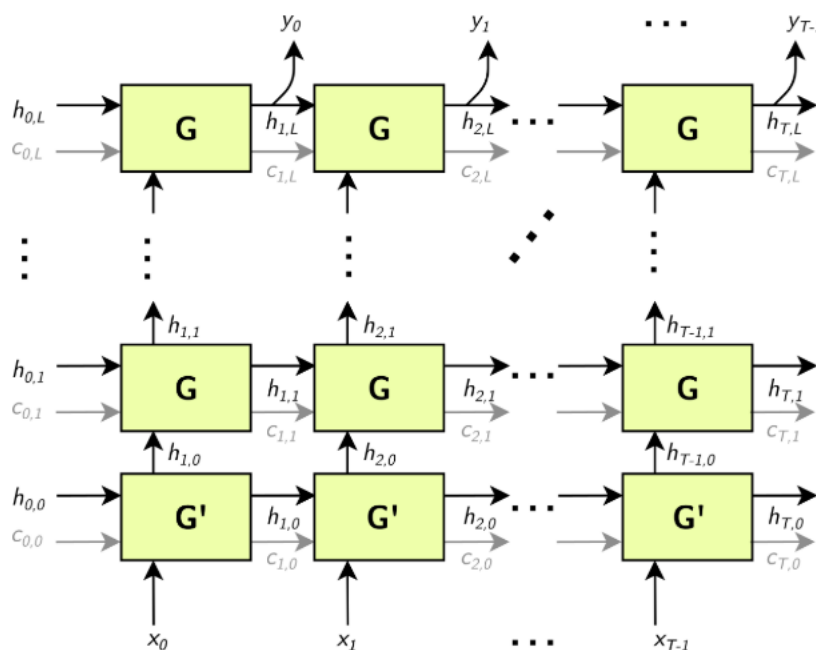 y0 y1 ... yT-1
h0,L G h1,L G h2,L ... G hT,L
c0,L c1,L c2,L cT,L
h1,1 h2,1 hT-1,1
h0,1 G h1,1 G h2,1 ... G hT,1
c0,1 c1,1 c2,1 cT,1
h1,0 h2,0 hT-1,0
h0,0 G' h1,0 G' h2,0 ... G' hT,0
c0,0 c1,0 c2,0 cT,0
x0 x1 ... xT-1